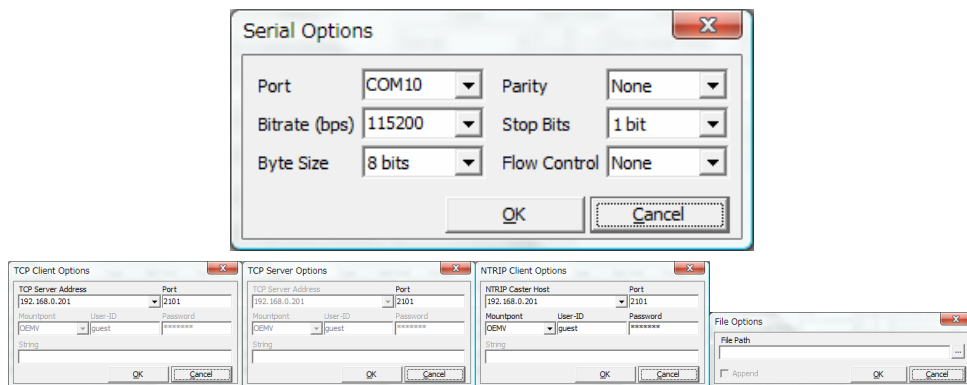 Serial Options
Port COM10 Parity None
Bitrate (bps) 115200 Stop Bits 1 bit
Byte Size 8 bits Flow Control None
OK Cancel
TCP Client Options
TCP Server Address Port
192.168.0.201 2101
Mountpont User-ID Password
OEMV guest *******
String
OK Cancel
TCP Server Options
TCP Server Address Port
192.168.0.201 2101
Mountpont User-ID Password
OEMV guest *******
String
OK Cancel
NTRIP Client Options
NTRIP Caster Host Port
192.168.0.201 2101
Mountpont User-ID Password
OEMV guest *******
String
OK Cancel
File Options
File Path
...
Append OK Cancel